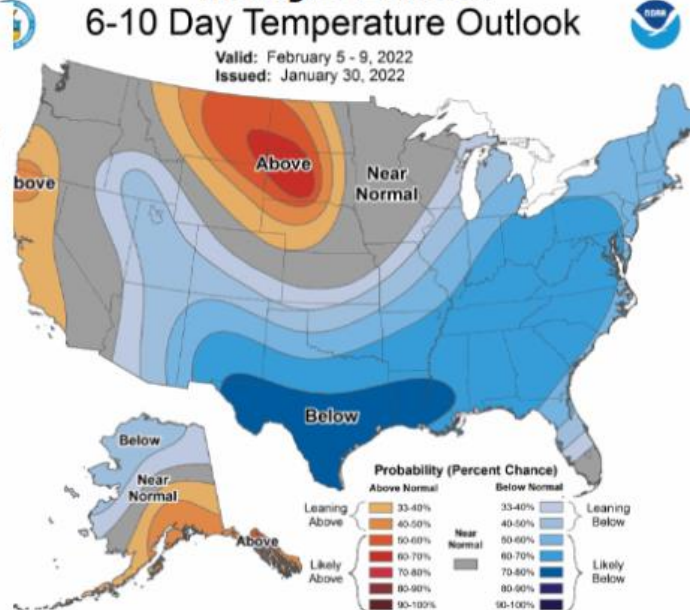 6-10 Day Temperature Outlook
Valid: February 5 - 9, 2022
Issued: January 30, 2022
noaa
Above
bove
Near
Normal
Below
Below
Near
Normal
Above
Probability (Percent Chance)
Above Normal
Below Normal
Leaning
Above
33-40%
40-50%
50-60%
Likely
Above
60-70%
70-80%
80-90%
90-100%
Near
Normal
33-40%
40-50%
50-60%
60-70%
70-80%
80-90%
90-100%
Leaning
Below
Likely
Below